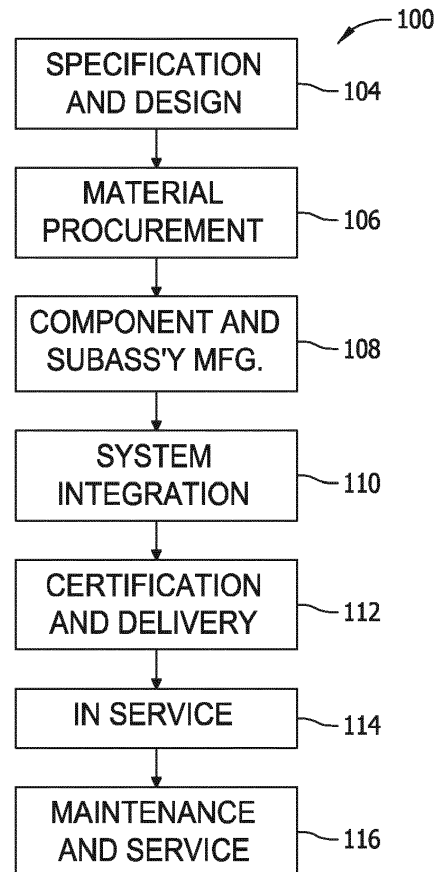 100
SPECIFICATION
AND DESIGN
104
MATERIAL
PROCUREMENT
106
COMPONENT AND
SUBASS'Y MFG.
108
SYSTEM
INTEGRATION
110
CERTIFICATION
AND DELIVERY
112
IN SERVICE
114
MAINTENANCE
AND SERVICE
116